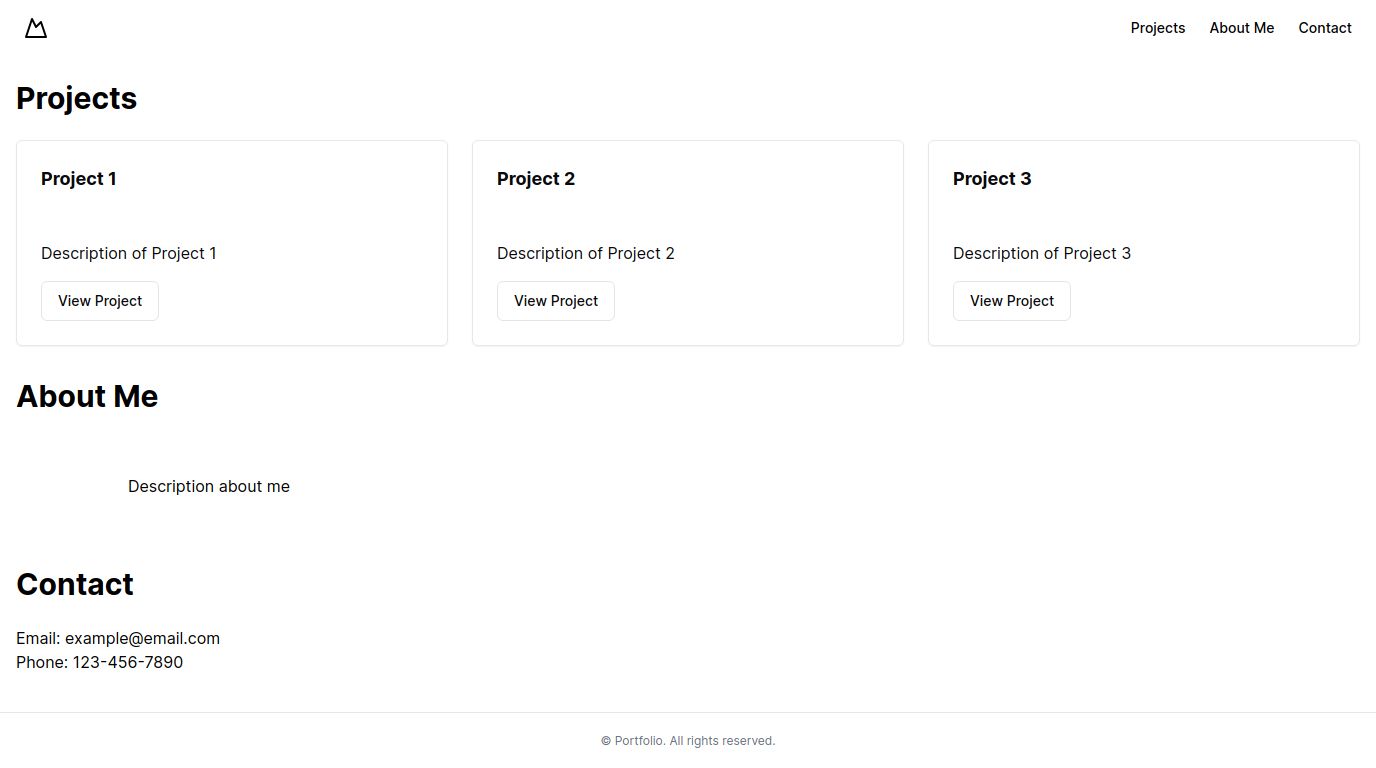 Projects About Me Contact
Projects
Project 1
Description of Project 1
View Project
Project 2
Description of Project 2
View Project
Project 3
Description of Project 3
View Project
About Me
Description about me
Contact
Email: example@email.com
Phone: 123-456-7890
© Portfolio. All rights reserved.